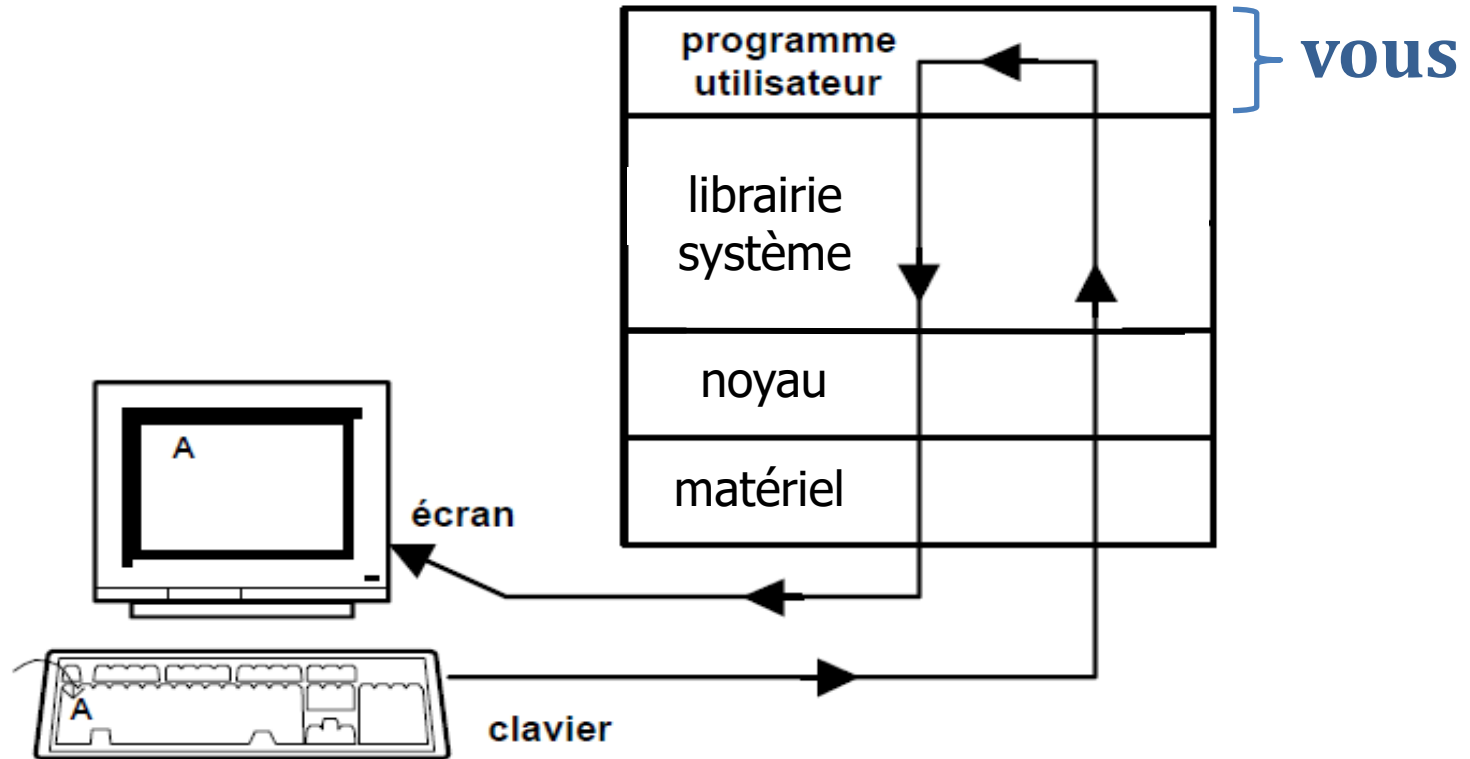 programme
utilisateur
vous
librairie
système
noyau
matériel
A
écran
A
clavier